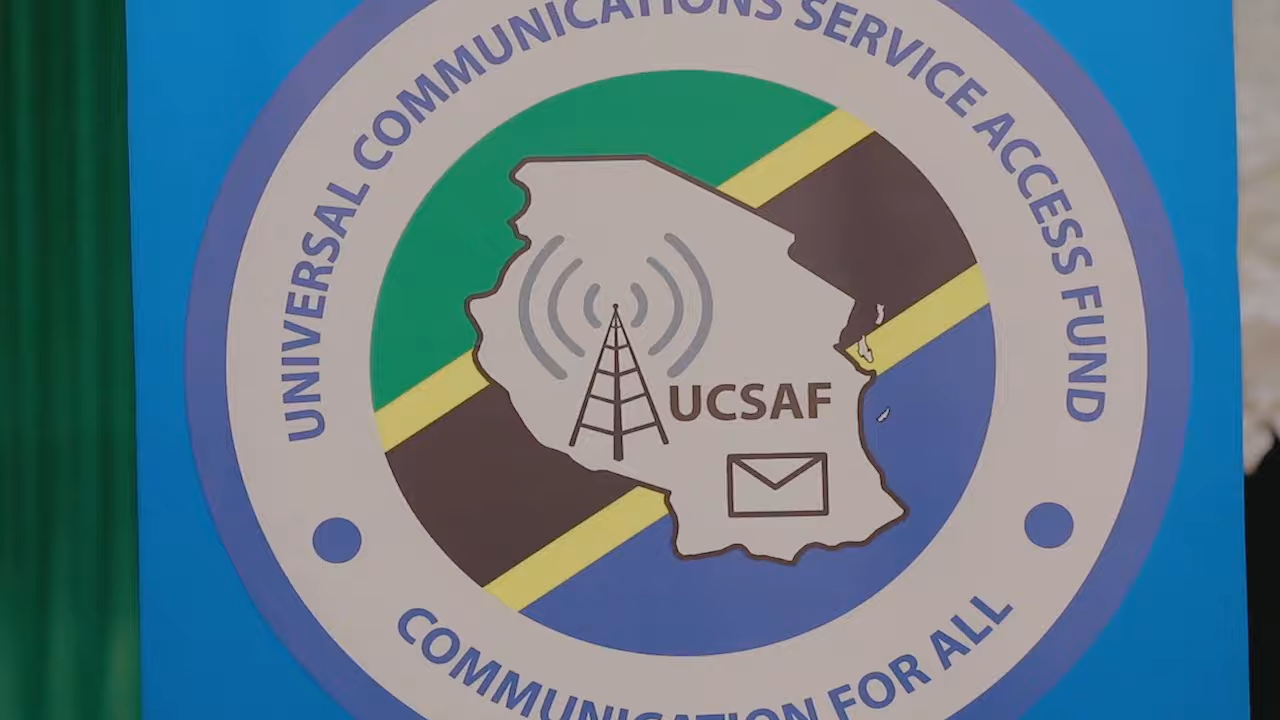 UNIVERSAL COMMUNICATIONS SERVICE ACCESS FUND
UCSAF
COMMUNICATION FOR ALL